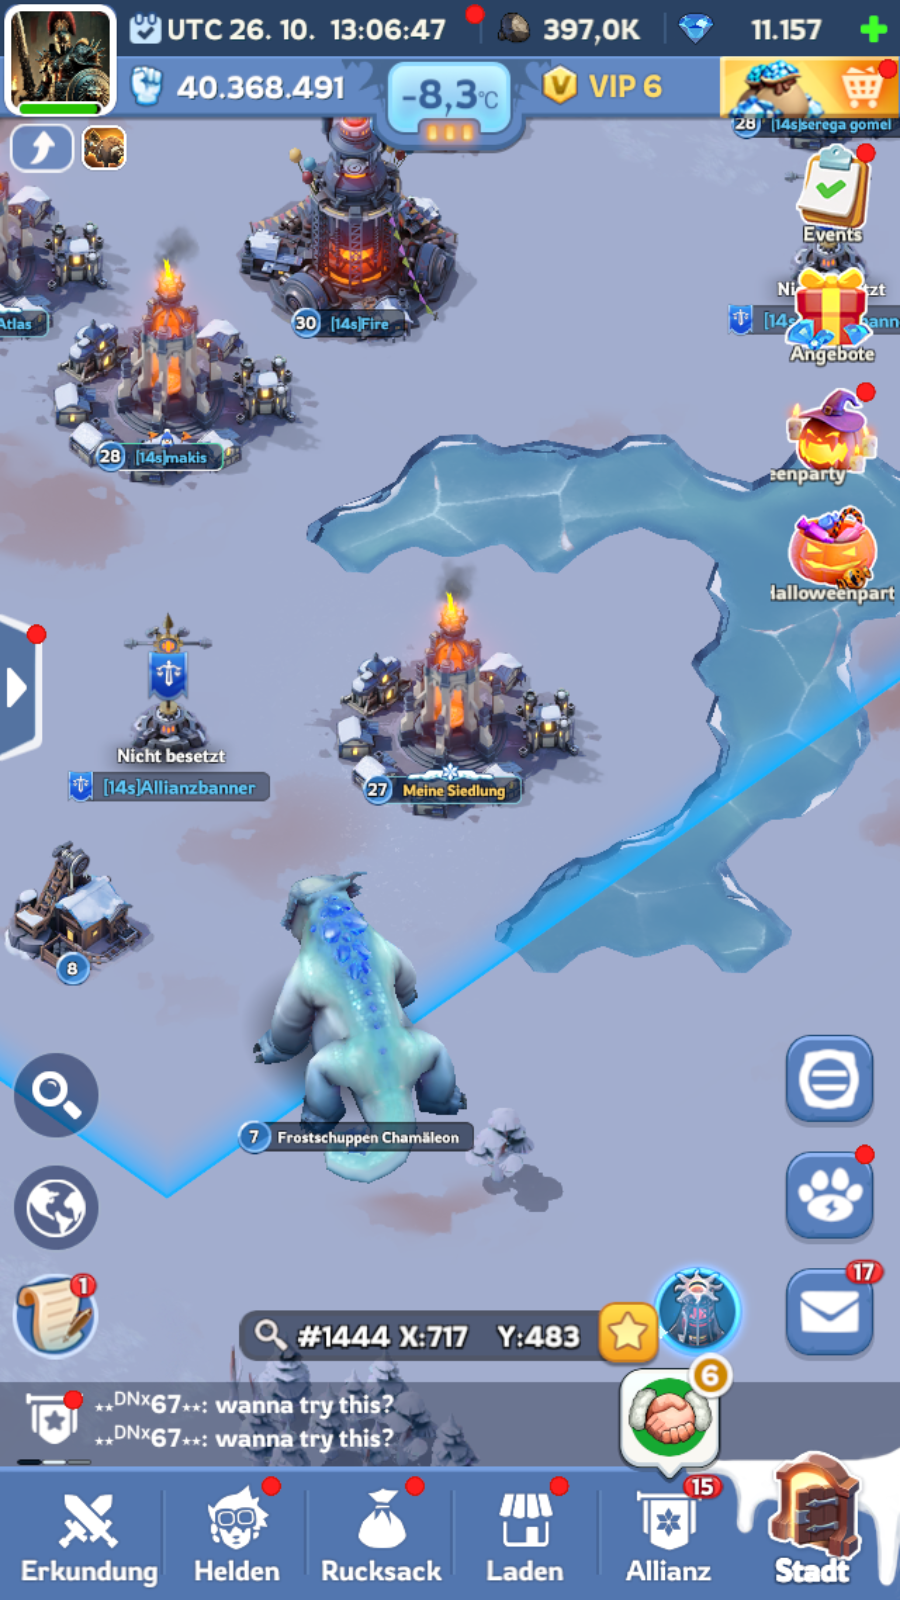 UTC 26. 10. 13:06:47
397,0K
11.157
40.368.491
-8,3°C
VIP 6
28 [14s]serega gomel
Events
30 [14s]Fire
Atlas
Angebote
28 [14s]makis
eenparty
Halloweenpart
Nicht besetzt
[14s]Allianzbanner
27 Meine Siedlung
8
7 Frostschuppen Chamäleon
1
17
#1444 X:717 Y:483
6
⋆⋆ᴰᴺˣ67⋆⋆: wanna try this?
⋆⋆ᴰᴺˣ67⋆⋆: wanna try this?
15
Erkundung
Helden
Rucksack
Laden
Allianz
Stadt